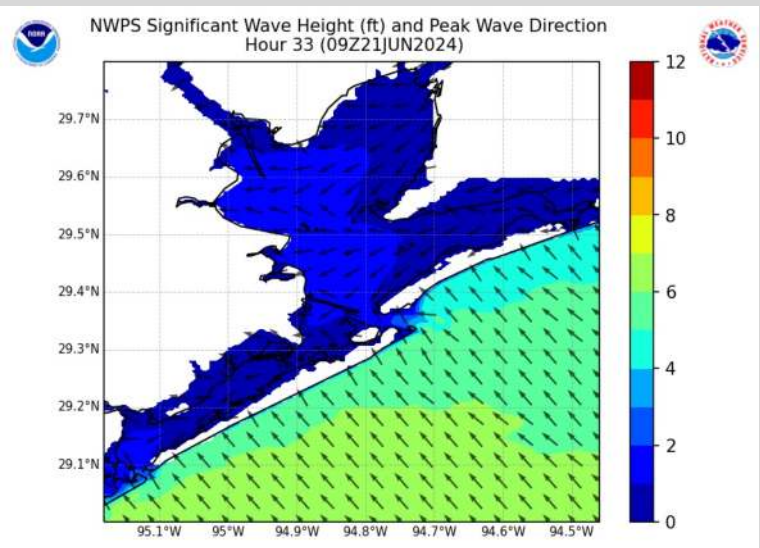 NWPS Significant Wave Height (ft) and Peak Wave Direction
Hour 33 (09Z21JUN2024)
NOAA
29.7°N
29.6°N
29.5°N
29.4°N
29.3°N
29.2°N
29.1°N
95.1°W 95°W 94.9°W 94.8°W 94.7°W 94.6°W 94.5°W
12
10
8
6
4
2
0